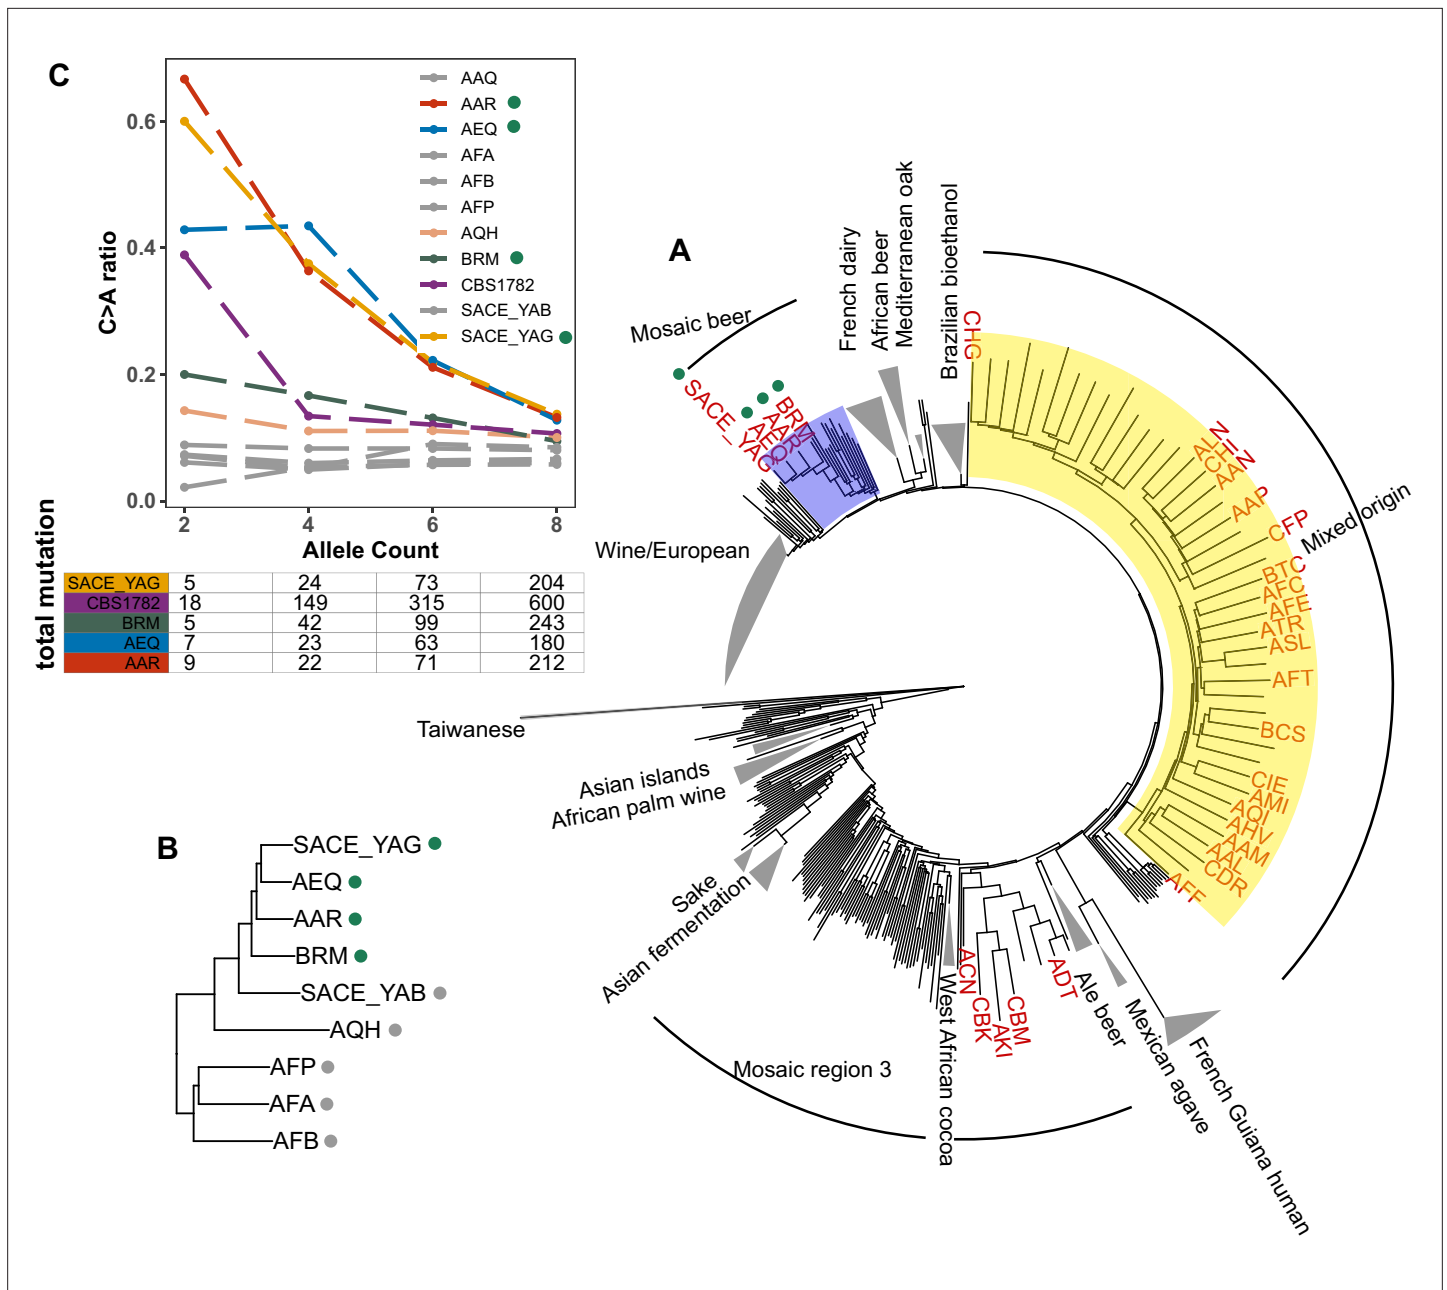 C
C>A ratio
0.6
0.4
0.2
0.0
2
4
6
8
Allele Count
AAQ
AAR
AEQ
AFA
AFB
AFP
AQH
BRM
CBS1782
SACE_YAB
SACE_YAG
total mutation
SACE_YAG 5 24 73 204
CBS1782 18 149 315 600
BRM 5 42 99 243
AEQ 7 23 63 180
AAR 9 22 71 212
A
Mosaic beer
French dairy
African beer
Mediterranean oak
Brazilian bioethanol
SACE_YAG
AEQ
AAR
BRM
CHG
AAP
CFP
Mixed origin
BTC
AFC
AFE
ATR
ASL
AFT
BCS
CIE
AMI
AQI
AHV
AAM
AAL
CDR
AFF
Wine/European
Taiwanese
Asian islands
African palm wine
Sake
Asian fermentation
Mosaic region 3
West African cocoa
ACN
CBK
AKI
CBM
ADT
Ale beer
Mexican agave
French Guiana human
B
SACE_YAG
AEQ
AAR
BRM
SACE_YAB
AQH
AFP
AFA
AFB